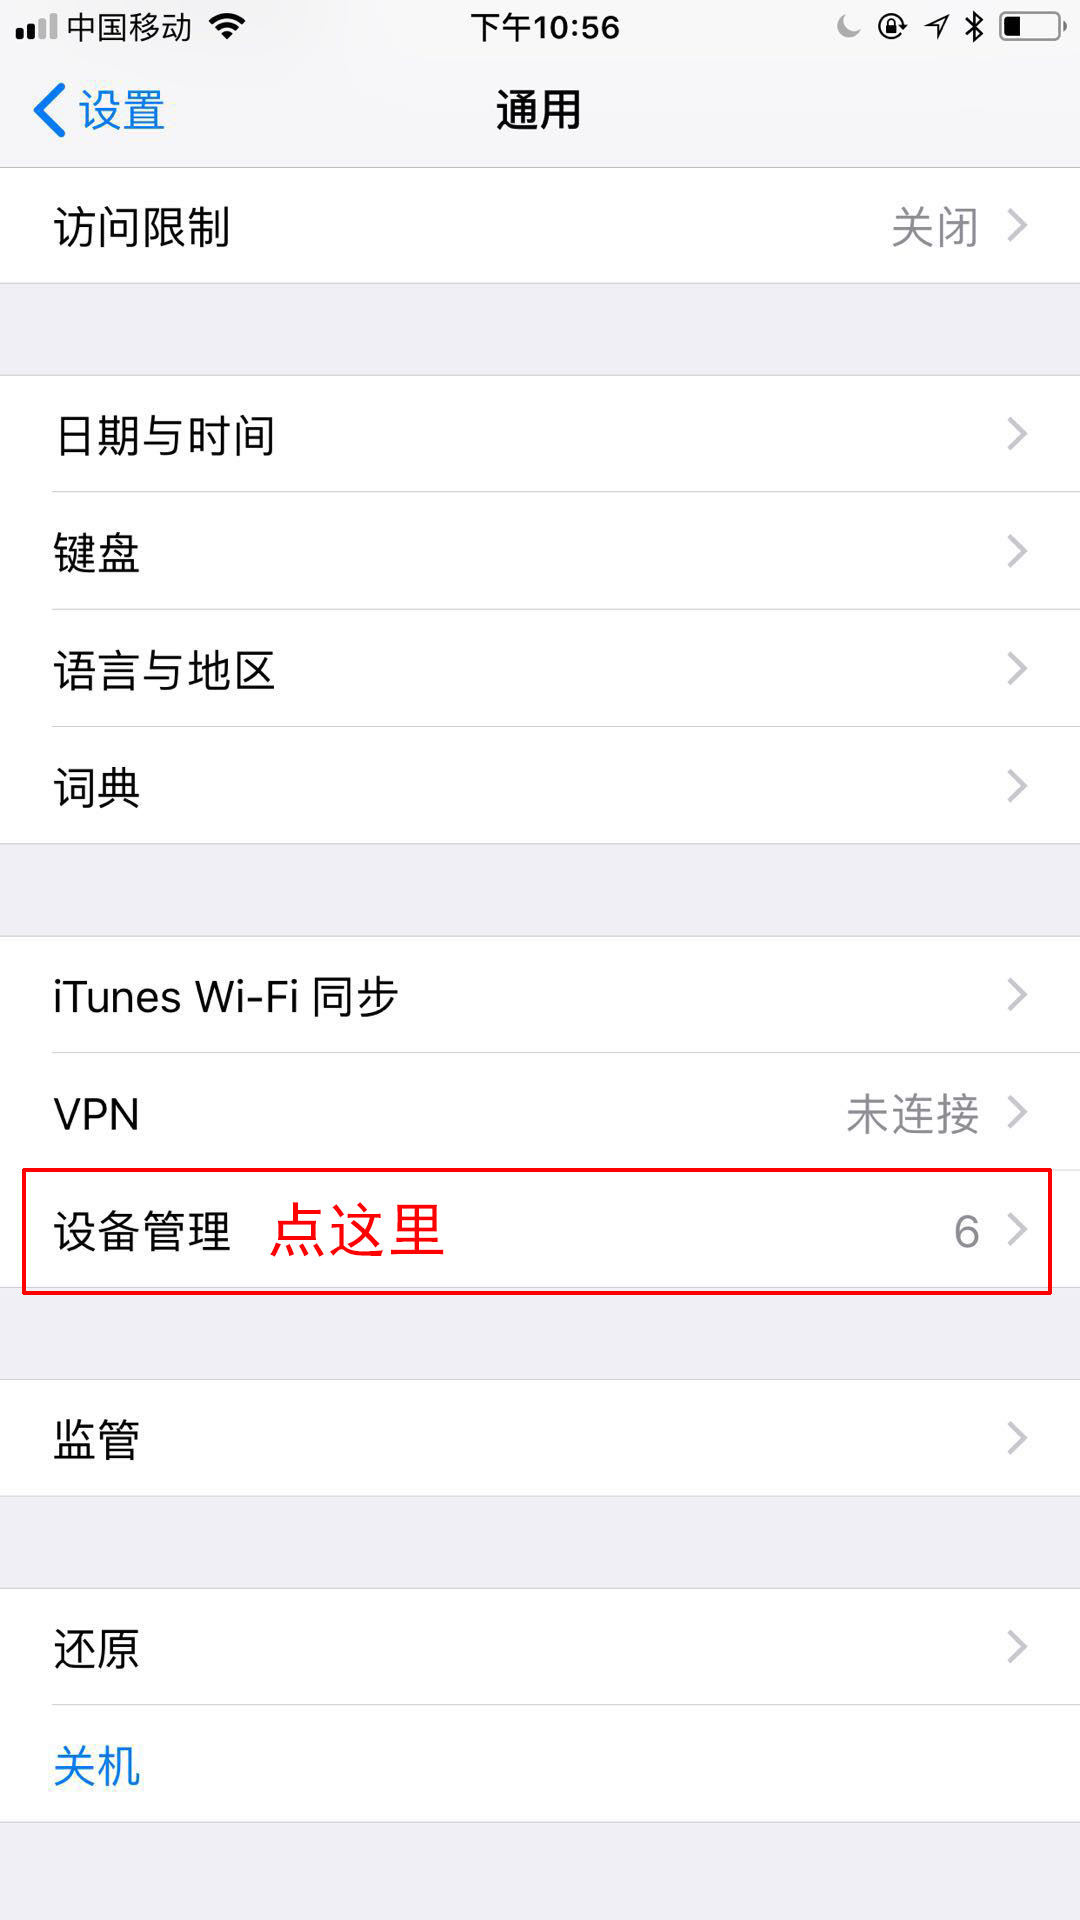 中国移动 下午10:56
设置 通用
访问限制 关闭
日期与时间
键盘
语言与地区
词典
iTunes Wi-Fi 同步
VPN 未连接
设备管理 点这里 6
监管
还原
关机